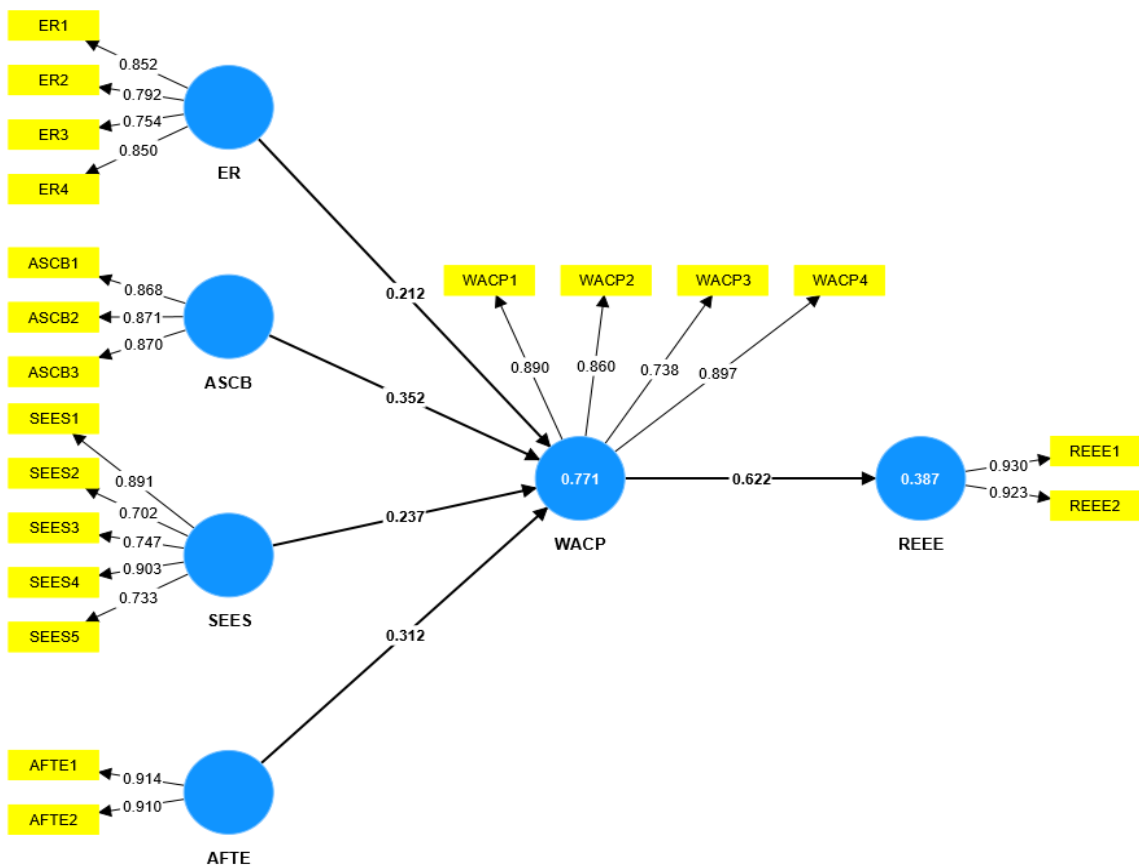 ER1
0.852
ER2
0.792
ER3
0.754
ER4
0.850
ER
ASCB1
0.868
ASCB2
0.871
ASCB3
0.870
ASCB
SEES1
0.891
SEES2
0.702
SEES3
0.747
SEES4
0.903
SEES5
0.733
SEES
AFTE1
0.914
AFTE2
0.910
AFTE
0.212
0.352
0.237
0.312
WACP1
WACP2
WACP3
WACP4
0.890
0.860
0.738
0.897
0.771
WACP
0.622
0.387
REEE
0.930
REEE1
0.923
REEE2